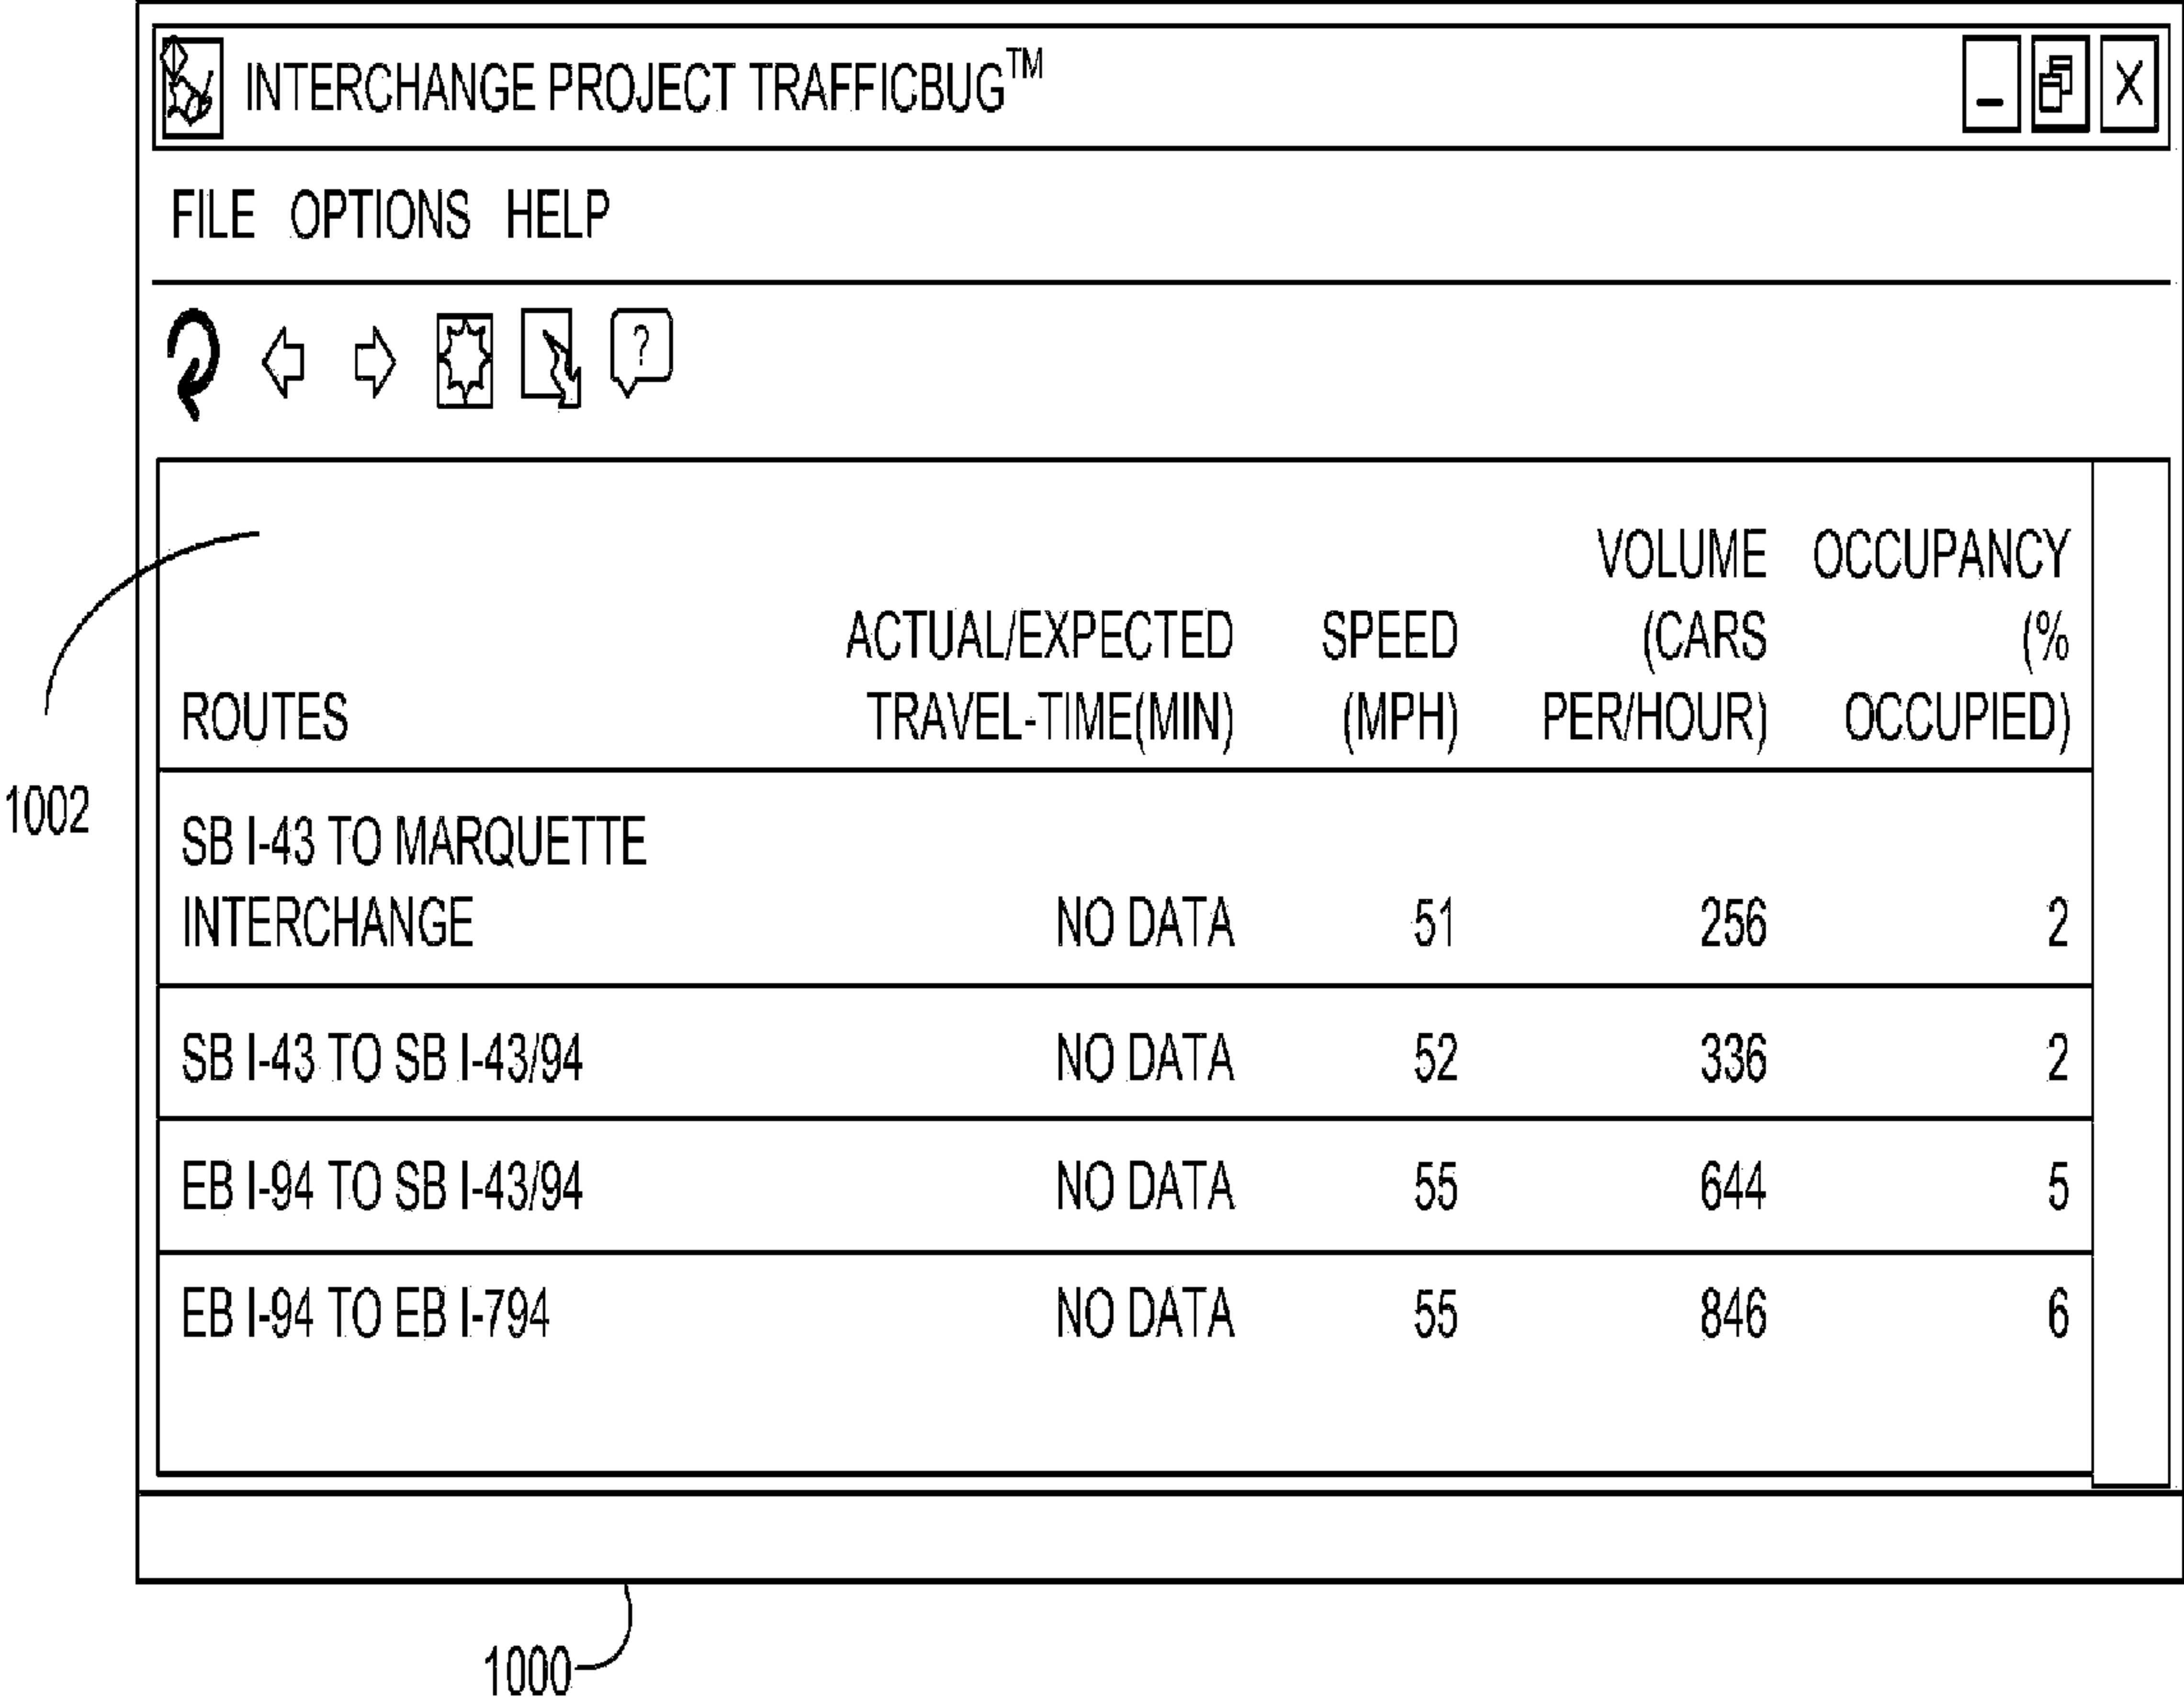 INTERCHANGE PROJECT TRAFFICBUG™
FILE OPTIONS HELP
?
VOLUME OCCUPANCY
ACTUAL/EXPECTED SPEED (CARS (%
ROUTES TRAVEL-TIME(MIN) (MPH) PER/HOUR) OCCUPIED)
1002
SB I-43 TO MARQUETTE
INTERCHANGE NO DATA 51 256 2
SB I-43 TO SB I-43/94 NO DATA 52 336 2
EB I-94 TO SB I-43/94 NO DATA 55 644 5
EB I-94 TO EB I-794 NO DATA 55 846 6
1000